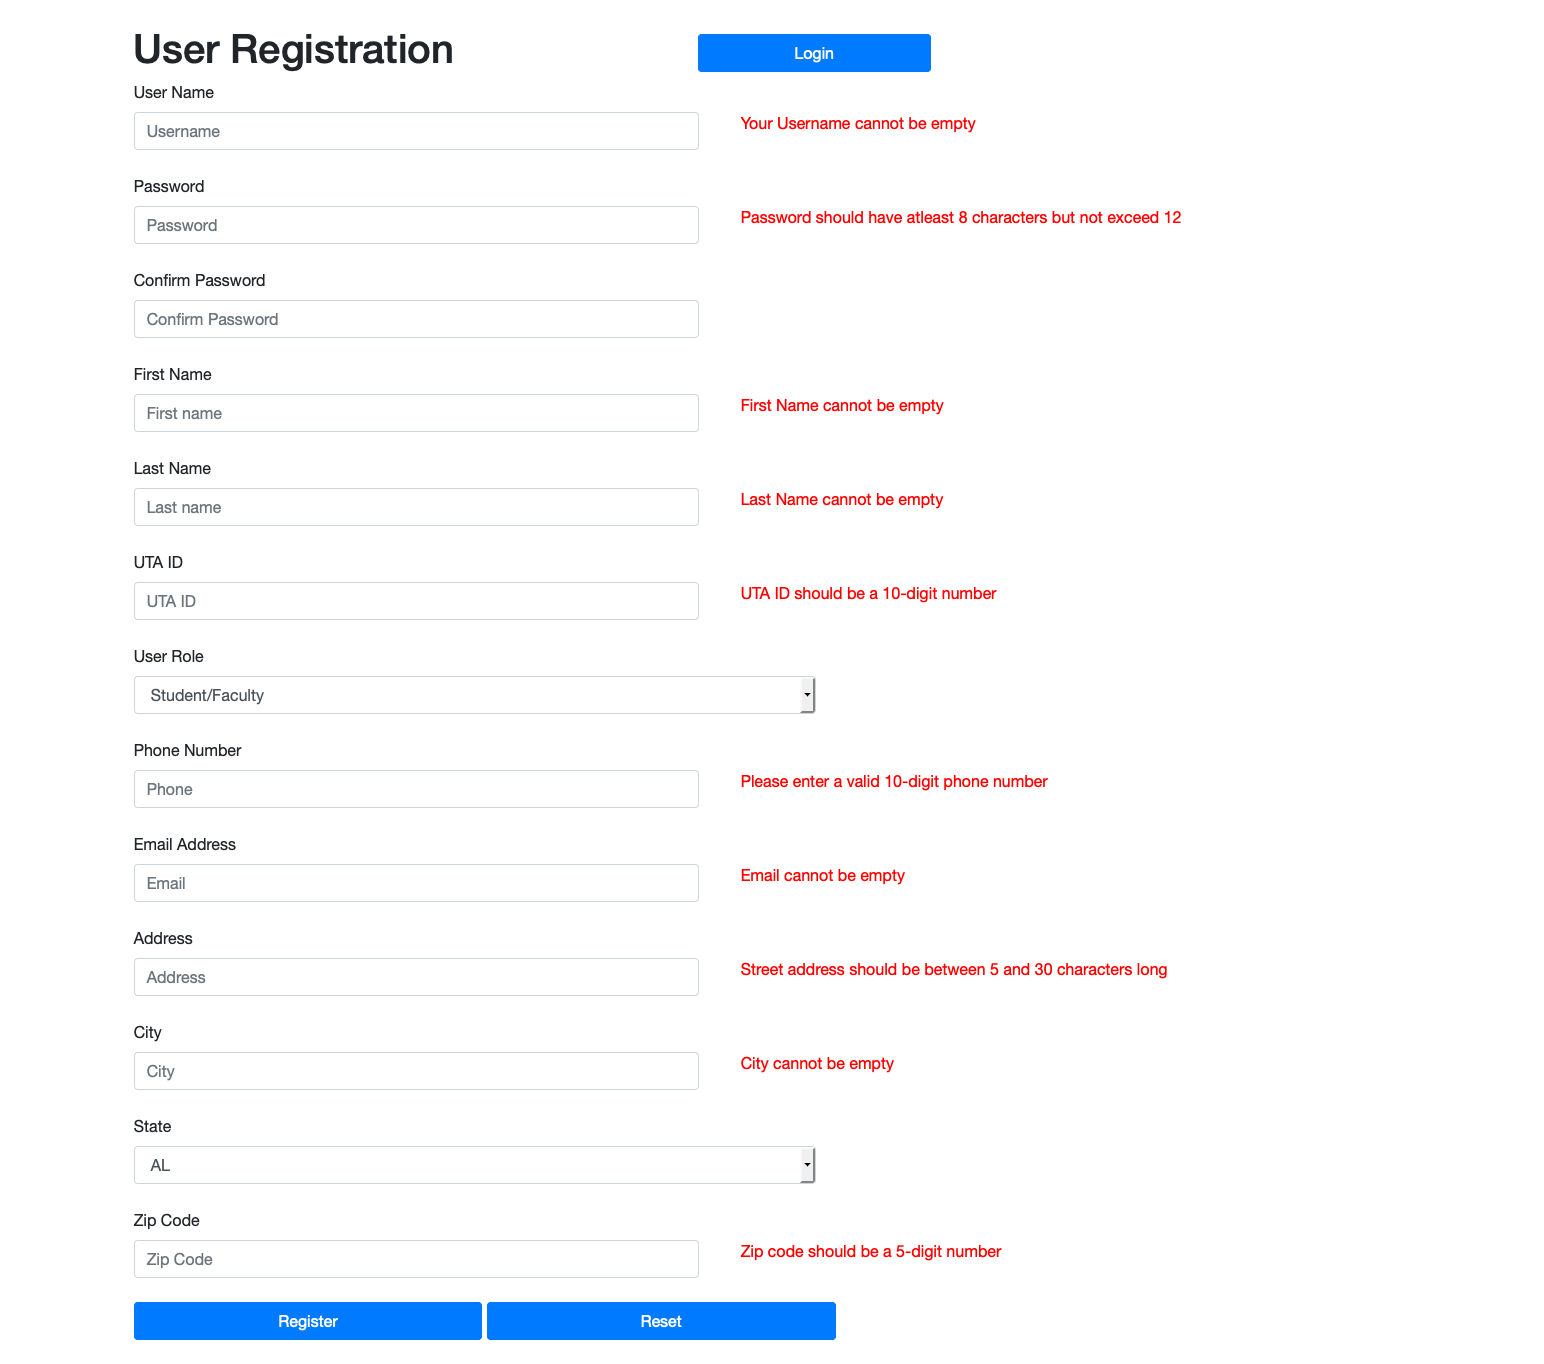 User Registration
Login
User Name
Username
Your Username cannot be empty
Password
Password
Password should have atleast 8 characters but not exceed 12
Confirm Password
Confirm Password
First Name
First name
First Name cannot be empty
Last Name
Last name
Last Name cannot be empty
UTA ID
UTA ID
UTA ID should be a 10-digit number
User Role
Student/Faculty
Phone Number
Phone
Please enter a valid 10-digit phone number
Email Address
Email
Email cannot be empty
Address
Address
Street address should be between 5 and 30 characters long
City
City
City cannot be empty
State
AL
Zip Code
Zip Code
Zip code should be a 5-digit number
Register
Reset